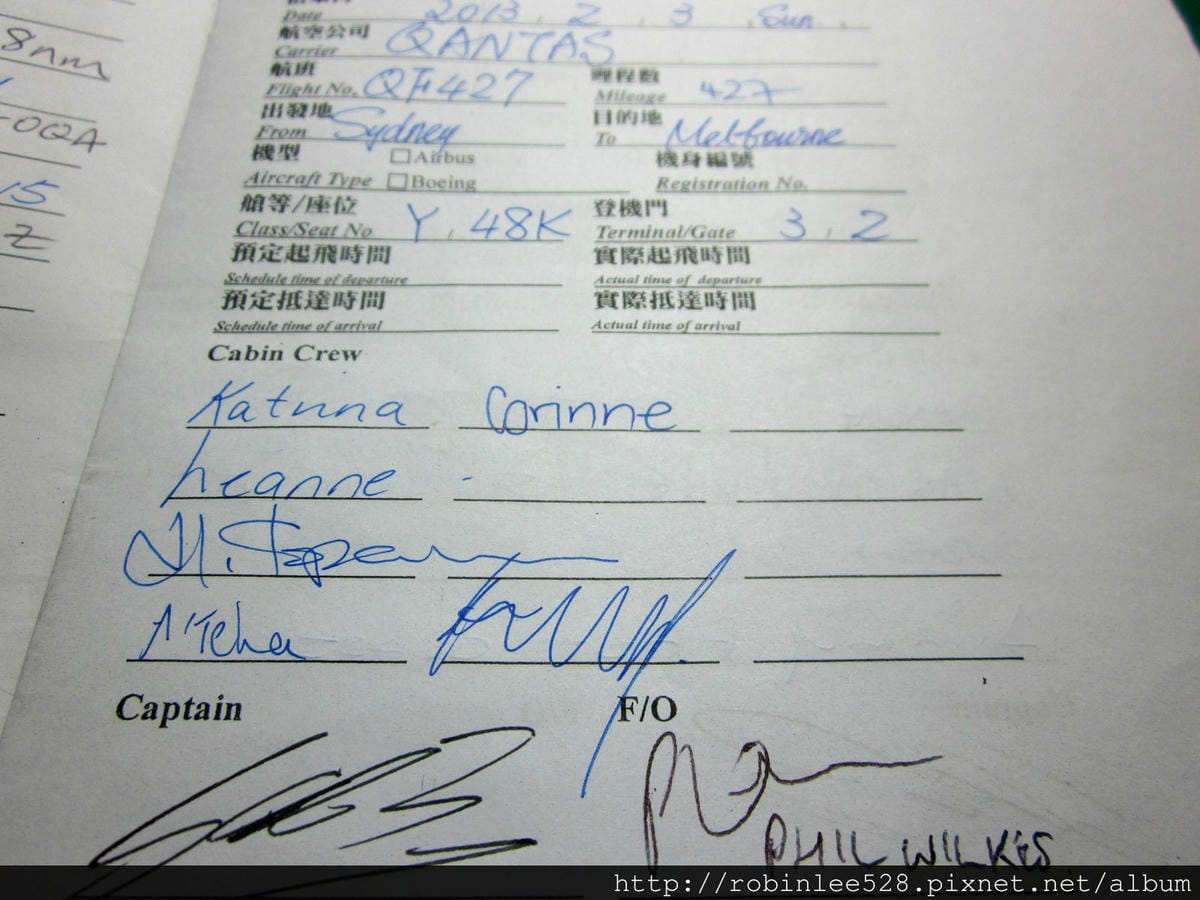 8nm
Date 2013 . 2 . 3 . Sun .
航空公司
Carrier QANTAS
-OQA
航班 哩程數
Flight No. QF427 Mileage 427
出發地 目的地
From Sydney To Melbourne
機型 □Airbus 機身編號
Aircraft Type □Boeing Registration No.
15
艙等/座位 登機門
Class/Seat No Y . 48K Terminal/Gate 3 . 2
預定起飛時間 實際起飛時間
Schedule time of departure Actual time of departure
預定抵達時間 實際抵達時間
Schedule time of arrival Actual time of arrival
Cabin Crew
Katrina Corinne
Leanne
Captain F/O
PHIL WILKES
http://robinlee528.pixnet.net/album